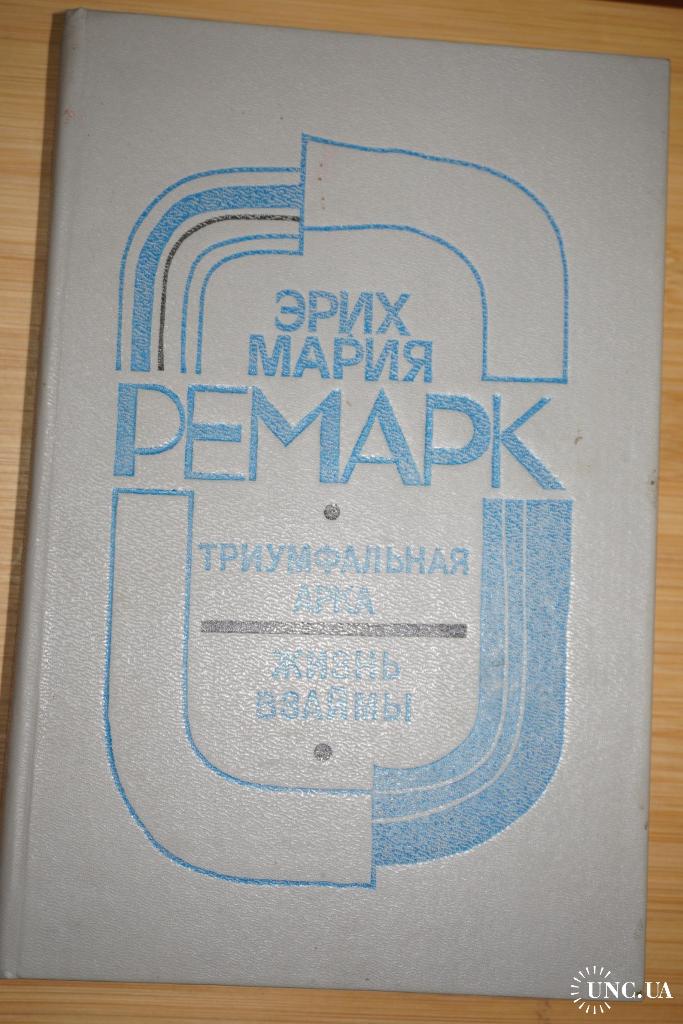 ЭРИХ
МАРИЯ
РЕМАРК
ТРИУМФАЛЬНАЯ
АРКА
ЖИЗНЬ
ВЗАЙМЫ
UNC.UA